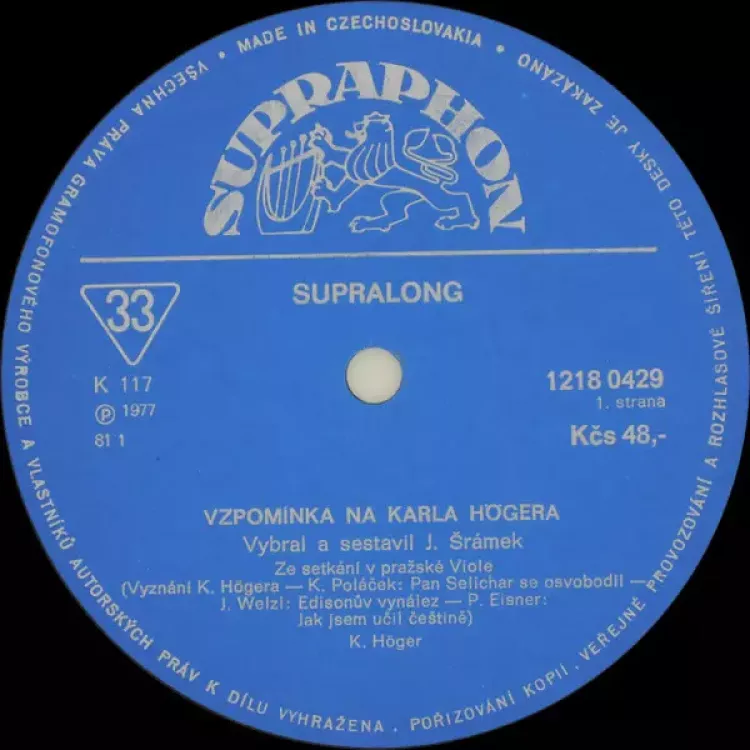 • MADE IN CZECHOSLOVAKIA •
VŠECHNA PRÁVA GRAMOFONOVÉHO VÝROBCE A VLASTNÍKŮ AUTORSKÝCH PRÁV K DÍLU VYHRAŽENA . POŘIZOVÁNÍ KOPIÍ . VEŘEJNÉ PROVOZOVÁNÍ A ROZHLASOVÉ ŠÍŘENÍ TÉTO DESKY JE ZAKÁZÁNO
SUPRAPHON
33
SUPRALONG
K 117
Ⓟ 1977
81 1
1218 0429
1. strana
Kčs 48,-
VZPOMÍNKA NA KARLA HÖGERA
Vybral a sestavil J. Šrámek
Ze setkání v pražské Viole
(Vyznání K. Högera — K. Poláček: Pan Selichar se osvobodil —
J. Welzl: Edisonův vynález — P. Eisner:
Jak jsem učil češtině)
K. Höger